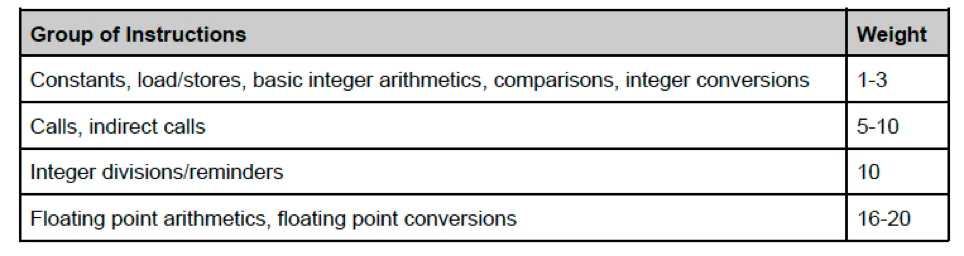 Group of Instructions Weight
Constants, load/stores, basic integer arithmetics, comparisons, integer conversions 1-3
Calls, indirect calls 5-10
Integer divisions/reminders 10
Floating point arithmetics, floating point conversions 16-20